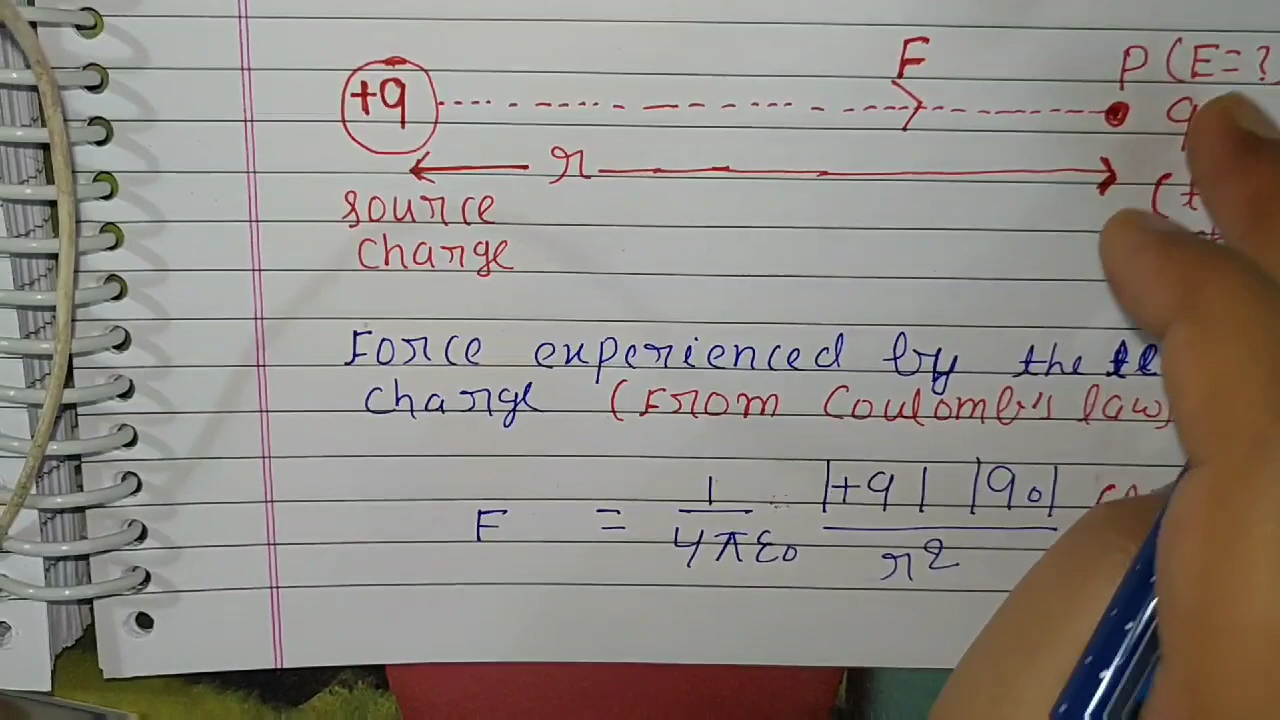 F P (E=?
+q
r
source
charge
Force experienced by the
charge (From Coulomb's law)
F = 1/4πε₀ |+q| |q₀|/r²